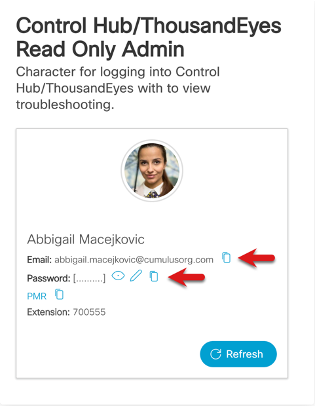 Control Hub/ThousandEyes
Read Only Admin
Character for logging into Control
Hub/ThousandEyes with to view
troubleshooting.
Abbigail Macejkovic
Email: abbigail.macejkovic@cumulusorg.com
Password: [..........]
PMR
Extension: 700555
Refresh